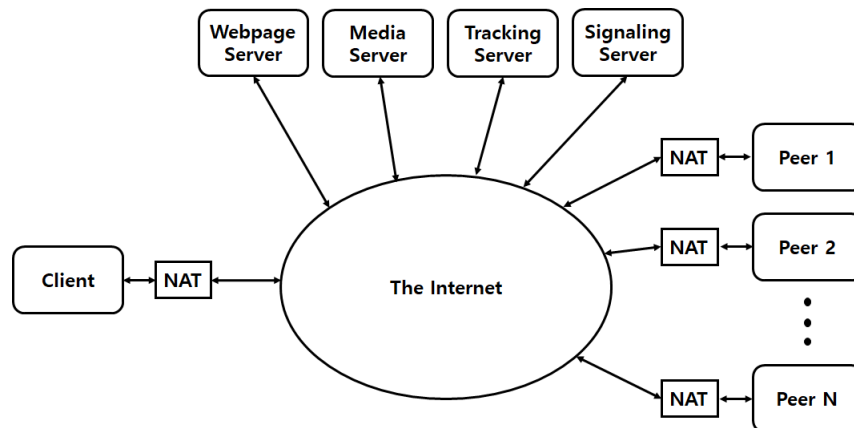 Webpage
Server
Media
Server
Tracking
Server
Signaling
Server
NAT
Peer 1
NAT
Peer 2
Client
NAT
The Internet
NAT
Peer N